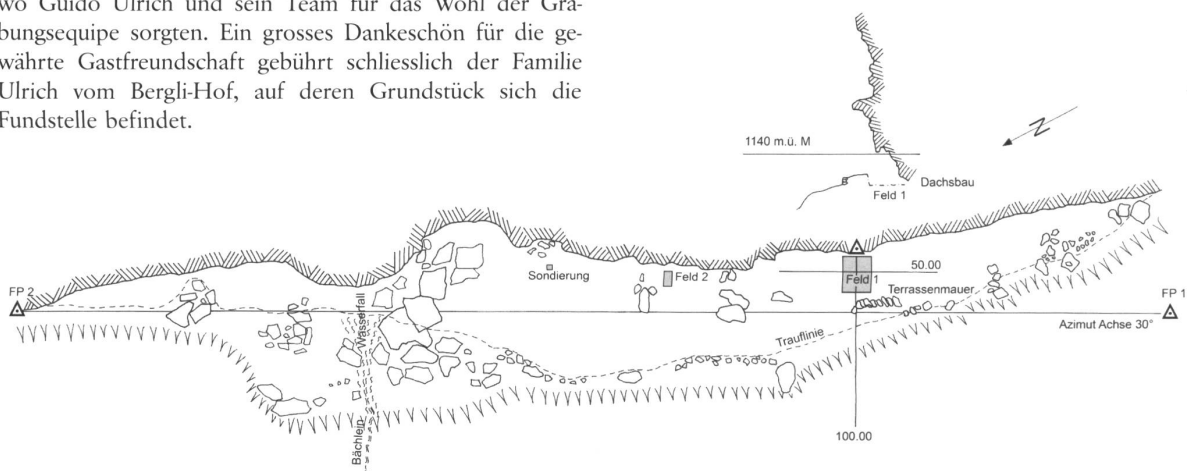 wo Guido Ulrich und sein Team für das Wohl der Gra-
bungsequipe sorgten. Ein grosses Dankeschön für die ge-
währte Gastfreundschaft gebührt schliesslich der Familie
Ulrich vom Bergli-Hof, auf deren Grundstück sich die
Fundstelle befindet.
N
1140 m.ü. M
Dachsbau
Feld 1
Sondierung
Feld 2
50.00
Feld 1
Terrassenmauer
FP 2
FP 1
Wasserfall
Azimut Achse 30°
Trauflinie
Bächlein
100.00